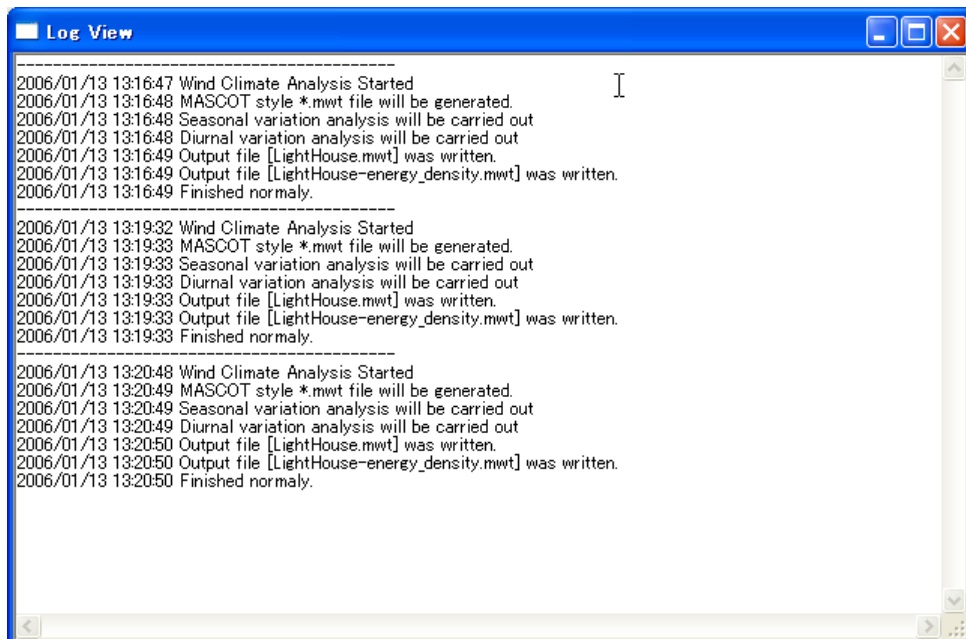 Log View
------------------------------------------
2006/01/13 13:16:47 Wind Climate Analysis Started
2006/01/13 13:16:48 MASCOT style *.mwt file will be generated.
2006/01/13 13:16:48 Seasonal variation analysis will be carried out
2006/01/13 13:16:48 Diurnal variation analysis will be carried out
2006/01/13 13:16:49 Output file [LightHouse.mwt] was written.
2006/01/13 13:16:49 Output file [LightHouse-energy_density.mwt] was written.
2006/01/13 13:16:49 Finished normaly.
------------------------------------------
2006/01/13 13:19:32 Wind Climate Analysis Started
2006/01/13 13:19:33 MASCOT style *.mwt file will be generated.
2006/01/13 13:19:33 Seasonal variation analysis will be carried out
2006/01/13 13:19:33 Diurnal variation analysis will be carried out
2006/01/13 13:19:33 Output file [LightHouse.mwt] was written.
2006/01/13 13:19:33 Output file [LightHouse-energy_density.mwt] was written.
2006/01/13 13:19:33 Finished normaly.
------------------------------------------
2006/01/13 13:20:48 Wind Climate Analysis Started
2006/01/13 13:20:49 MASCOT style *.mwt file will be generated.
2006/01/13 13:20:49 Seasonal variation analysis will be carried out
2006/01/13 13:20:49 Diurnal variation analysis will be carried out
2006/01/13 13:20:50 Output file [LightHouse.mwt] was written.
2006/01/13 13:20:50 Output file [LightHouse-energy_density.mwt] was written.
2006/01/13 13:20:50 Finished normaly.